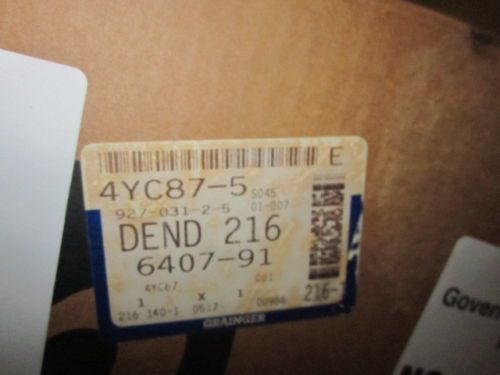 E
4YC87-5 S045
927-031-2-5 01-007
DEND 216
6407-91
4YC67 C01
1 x 1
216 140-1 0517 00986 216-
GRAINGER
Govern